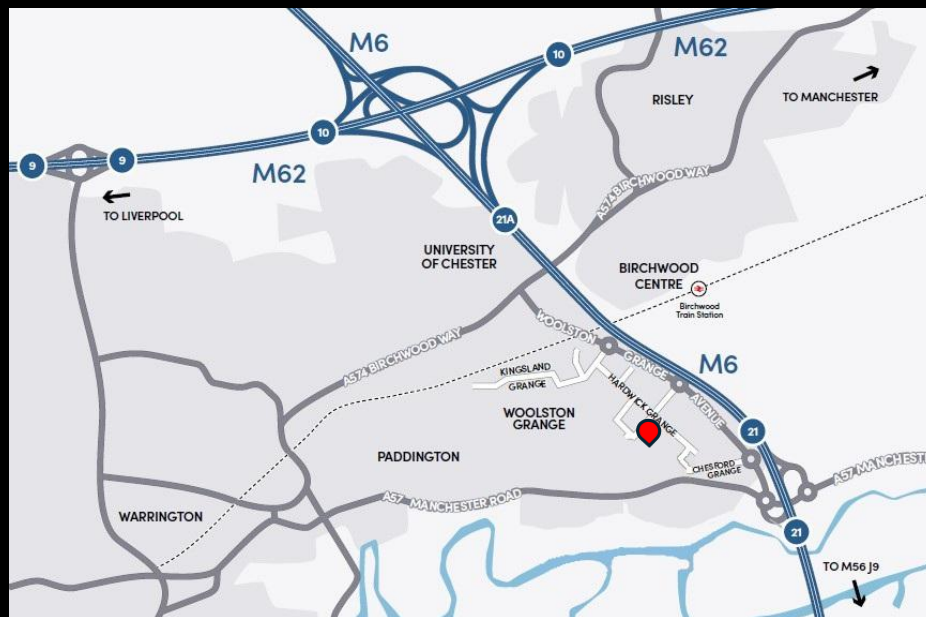 M6
M62
10
RISLEY
TO MANCHESTER
10
9
9
M62
A574 BIRCHWOOD WAY
TO LIVERPOOL
21A
UNIVERSITY
OF CHESTER
BIRCHWOOD
CENTRE
Birchwood
Train Station
WOOLSTON GRANGE AVENUE
A574 BIRCHWOOD WAY
M6
KINGSLAND
GRANGE
HARDWICK GRANGE
WOOLSTON
GRANGE
21
PADDINGTON
CHESFORD
GRANGE
A57 MANCHESTER
A57 MANCHESTER ROAD
WARRINGTON
21
TO M56 J9